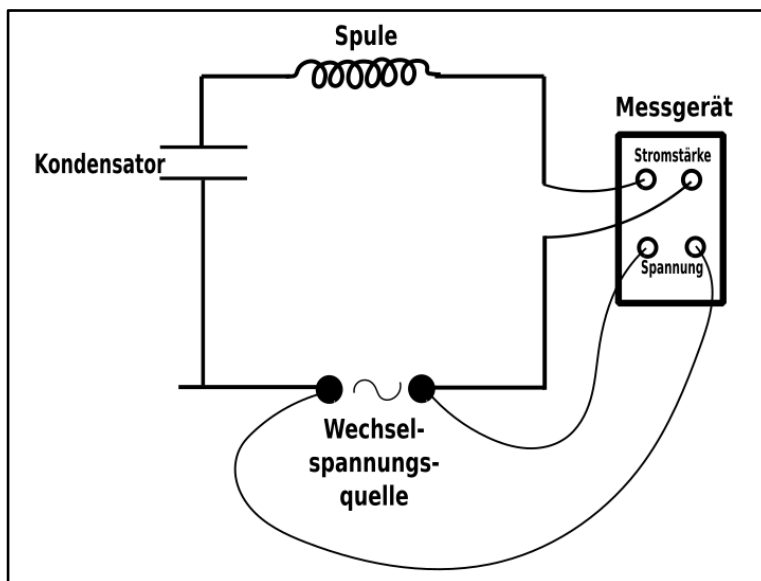 Spule
Messgerät
Stromstärke
Kondensator
Spannung
Wechsel-
spannungs-
quelle